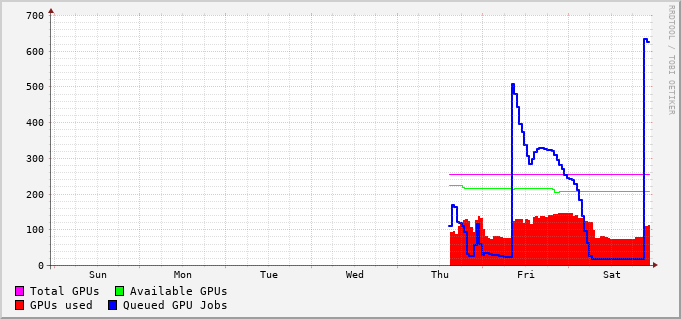 700
600
500
400
300
200
100
0
Sun Mon Tue Wed Thu Fri Sat
Total GPUs Available GPUs
GPUs used Queued GPU Jobs
RRDTOOL / TOBI OETIKER